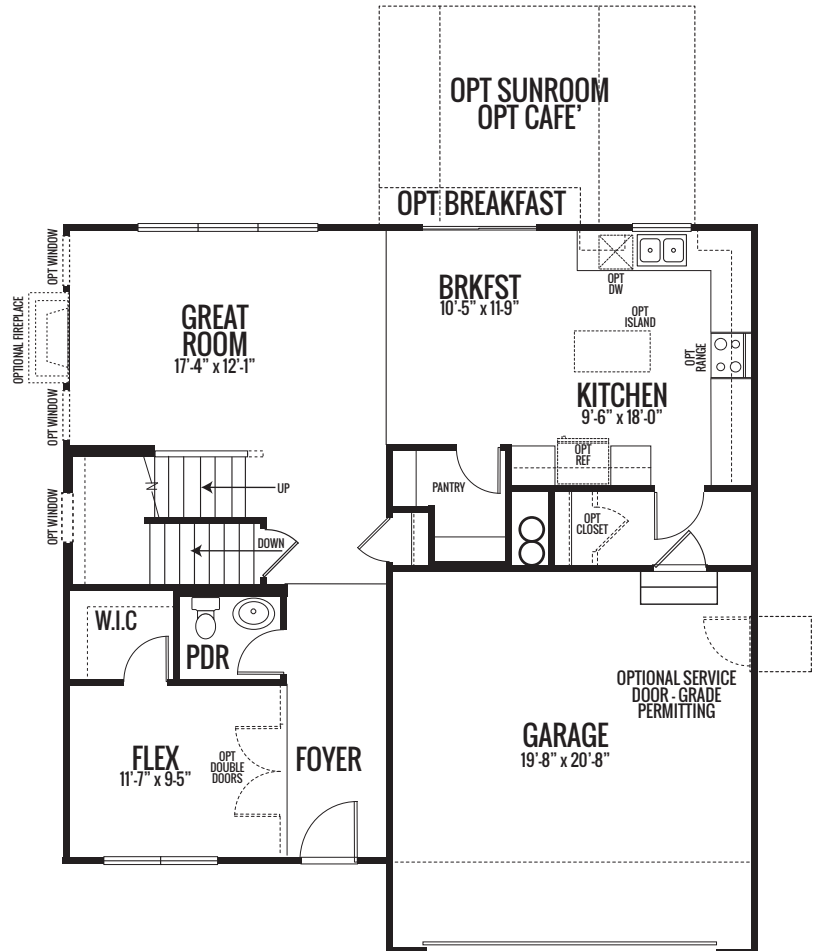 OPT SUNROOM
OPT CAFE'
OPT BREAKFAST
OPT WINDOW
OPTIONAL FIREPLACE
OPT WINDOW
OPT WINDOW
GREAT
ROOM
17'-4" x 12'-1"
BRKFST
10'-5" x 11-9"
OPT
DW
OPT
ISLAND
OPT
RANGE
KITCHEN
9'-6" x 18'-0"
OPT
REF
PANTRY
UP
DOWN
OPT
CLOSET
W.I.C
PDR
OPTIONAL SERVICE
DOOR - GRADE
PERMITTING
FLEX
11'-7" x 9-5"
OPT
DOUBLE
DOORS
FOYER
GARAGE
19'-8" x 20'-8"